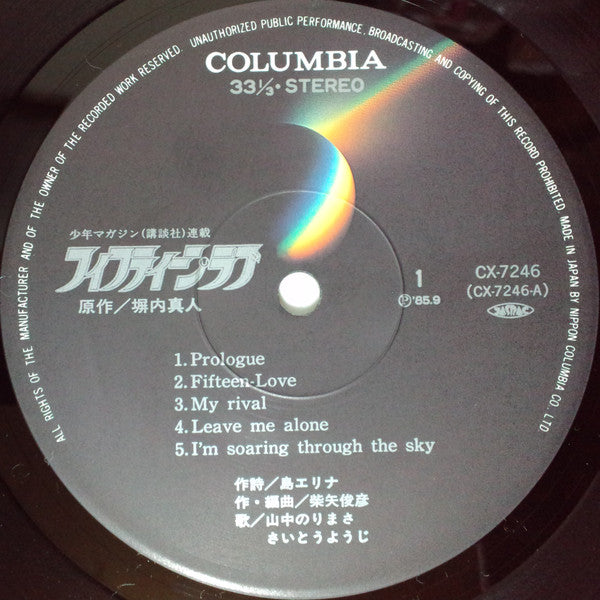 ALL RIGHTS OF THE MANUFACTURER AND OF THE OWNER OF THE RECORDED WORK RESERVED. UNAUTHORIZED PUBLIC PERFORMANCE, BROADCASTING AND COPYING OF THIS RECORD PROHIBITED. MADE IN JAPAN BY NIPPON COLUMBIA CO. LTD
COLUMBIA
33⅓・STEREO
少年マガジン(講談社)連載
フィフティーン・ラブ
原作/塀内真人
1
Ⓟ'85.9
CX-7246
(CX-7246-A)
JASRAC
1.Prologue
2.Fifteen-Love
3.My rival
4.Leave me alone
5.I'm soaring through the sky
作詩/島エリナ
作・編曲/柴矢俊彦
歌/山中のりまさ
さいとうようじ